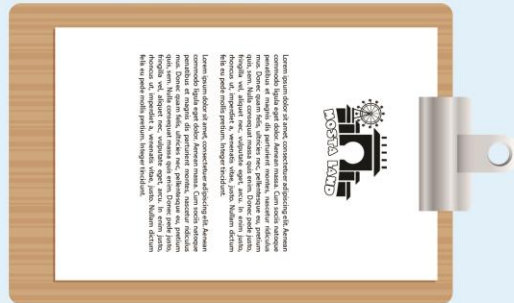 MOJTA LAND
Lorem ipsum dolor sit amet, consectetuer adipiscing elit. Aenean
commodo ligula eget dolor. Aenean massa. Cum sociis natoque
penatibus et magnis dis parturient montes, nascetur ridiculus
mus. Donec quam felis, ultricies nec, pellentesque eu, pretium
quis, sem. Nulla consequat massa quis enim. Donec pede justo,
fringilla vel, aliquet nec, vulputate eget, arcu. In enim justo,
rhoncus ut, imperdiet a, venenatis vitae, justo. Nullam dictum
felis eu pede mollis pretium. Integer tincidunt.
Lorem ipsum dolor sit amet, consectetuer adipiscing elit. Aenean
commodo ligula eget dolor. Aenean massa. Cum sociis natoque
penatibus et magnis dis parturient montes, nascetur ridiculus
mus. Donec quam felis, ultricies nec, pellentesque eu, pretium
quis, sem. Nulla consequat massa quis enim. Donec pede justo,
fringilla vel, aliquet nec, vulputate eget, arcu. In enim justo,
rhoncus ut, imperdiet a, venenatis vitae, justo. Nullam dictum
felis eu pede mollis pretium. Integer tincidunt.